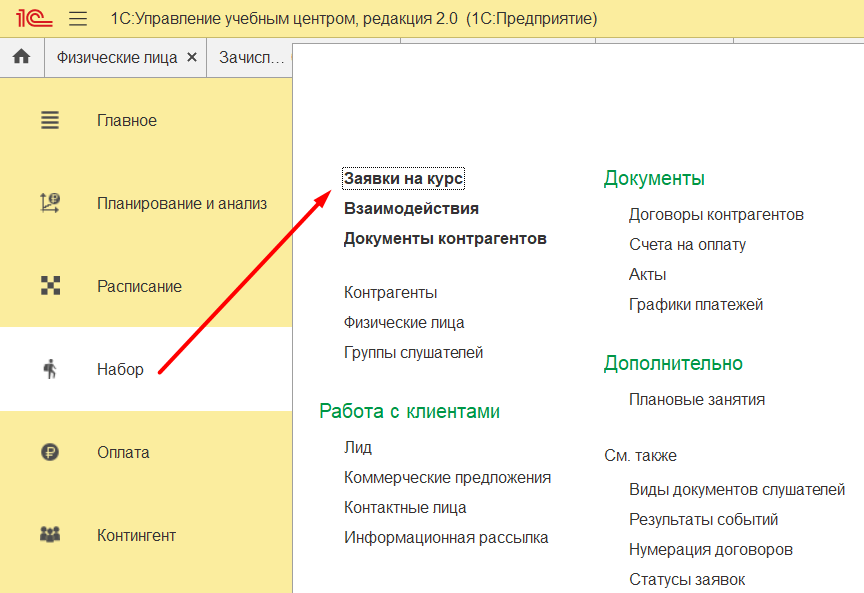 1С 1С:Управление учебным центром, редакция 2.0 (1С:Предприятие)
Физические лица × Зачисл...
Главное
Планирование и анализ
Расписание
Набор
Оплата
Контингент
Заявки на курс
Взаимодействия
Документы контрагентов
Контрагенты
Физические лица
Группы слушателей
Работа с клиентами
Лид
Коммерческие предложения
Контактные лица
Информационная рассылка
Документы
Договоры контрагентов
Счета на оплату
Акты
Графики платежей
Дополнительно
Плановые занятия
См. также
Виды документов слушателей
Результаты событий
Нумерация договоров
Статусы заявок